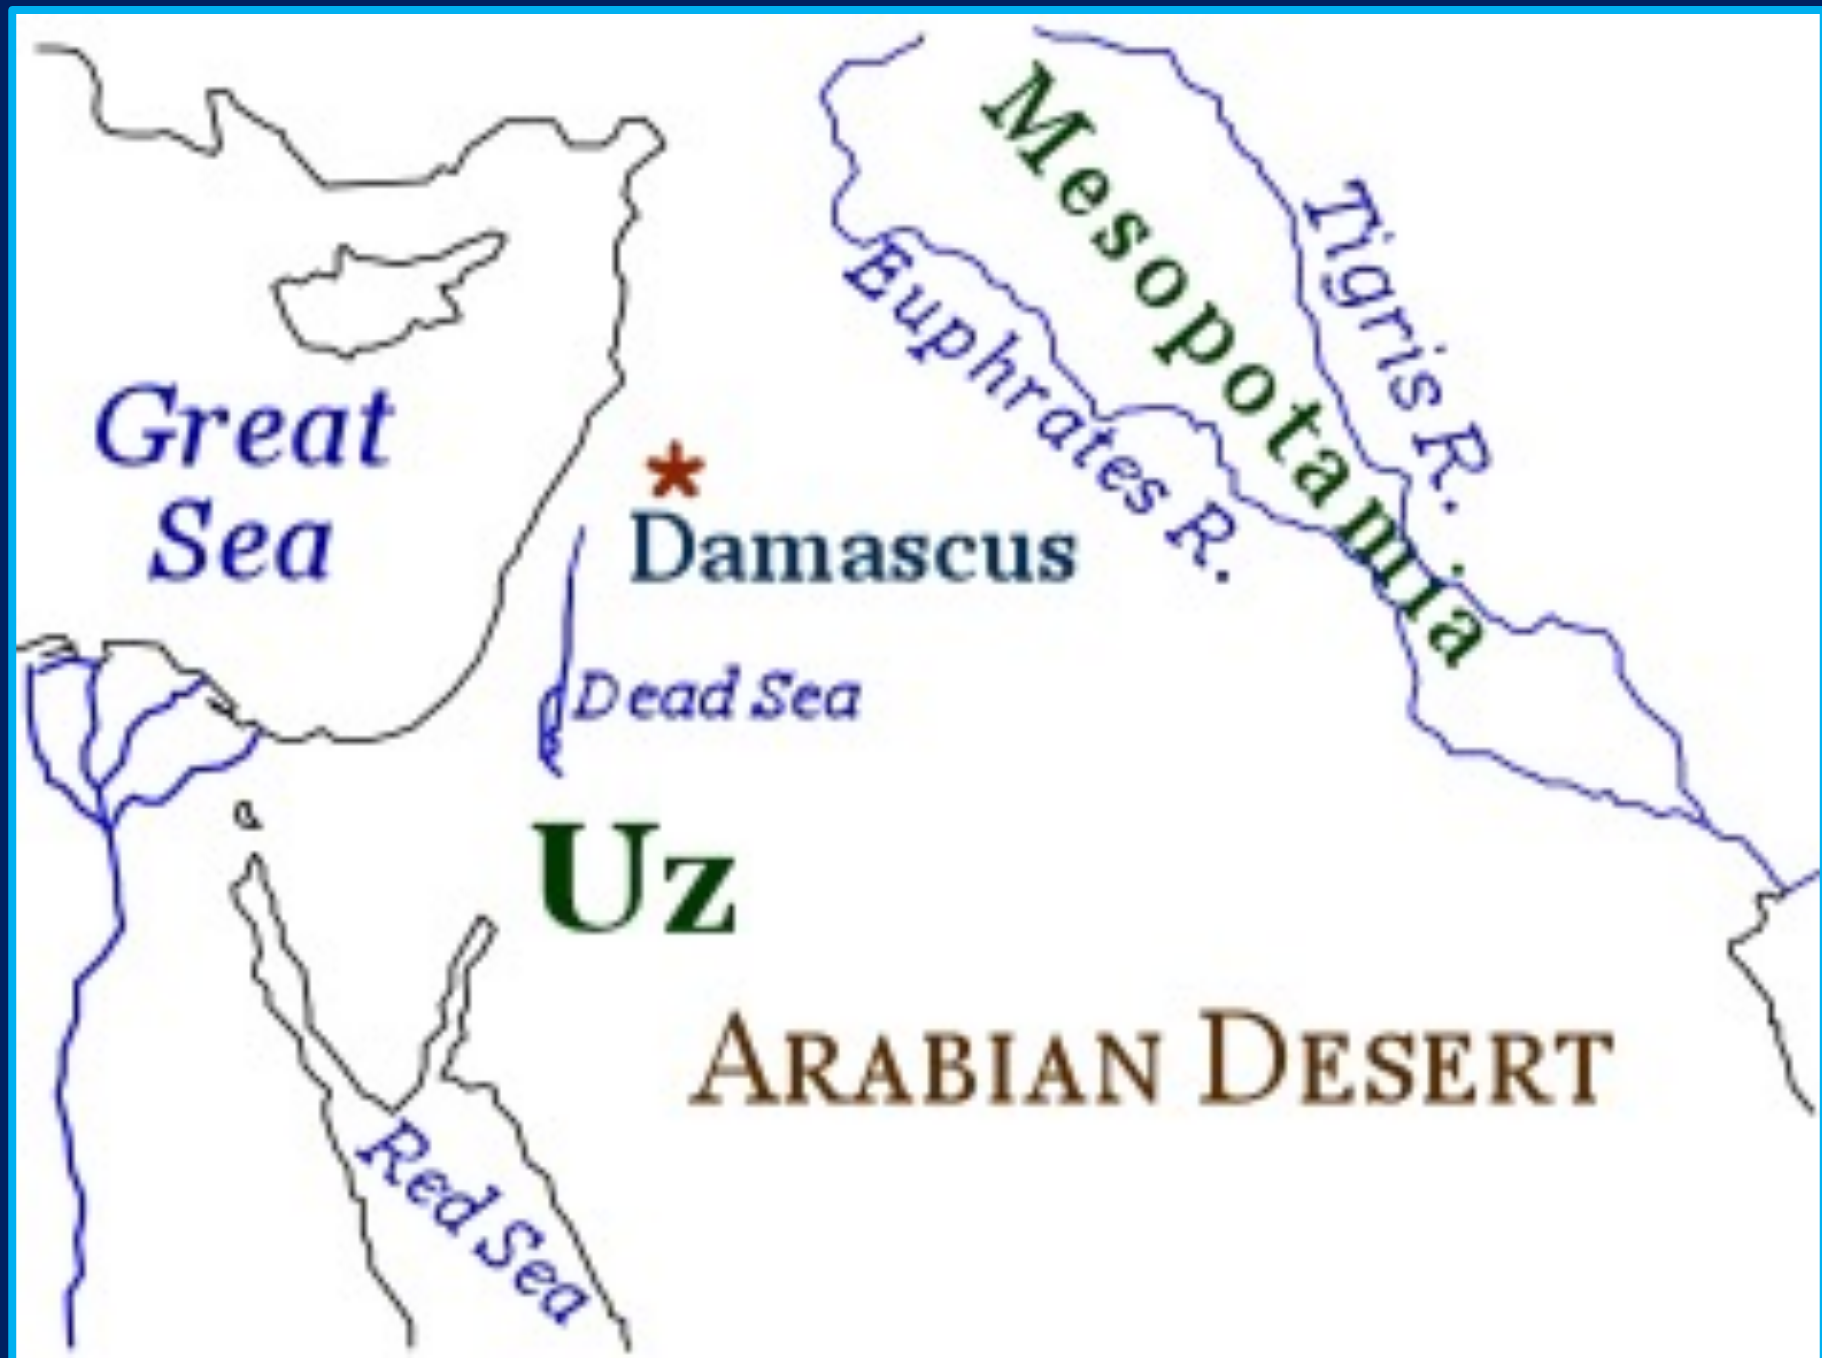 Mesopotamia
Tigris R.
Euphrates R.
Great
Sea
*
Damascus
Dead Sea
Uz
ARABIAN DESERT
Red Sea